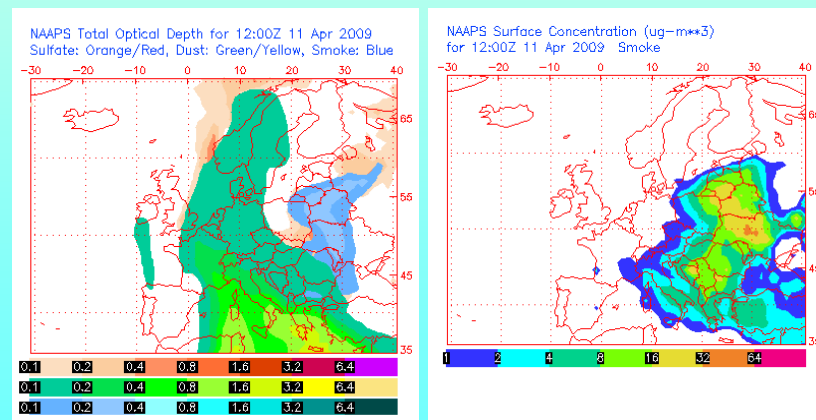 NAAPS Total Optical Depth for 12:00Z 11 Apr 2009
Sulfate: Orange/Red, Dust: Green/Yellow, Smoke: Blue
-30 -20 -10 0 10 20 30 40
65
55
45
35
0.1 0.2 0.4 0.8 1.6 3.2 6.4
0.1 0.2 0.4 0.8 1.6 3.2 6.4
0.1 0.2 0.4 0.8 1.6 3.2 6.4
NAAPS Surface Concentration (ug-m**3)
for 12:00Z 11 Apr 2009 Smoke
-30 -20 -10 0 10 20 30 40
1 2 4 8 16 32 64